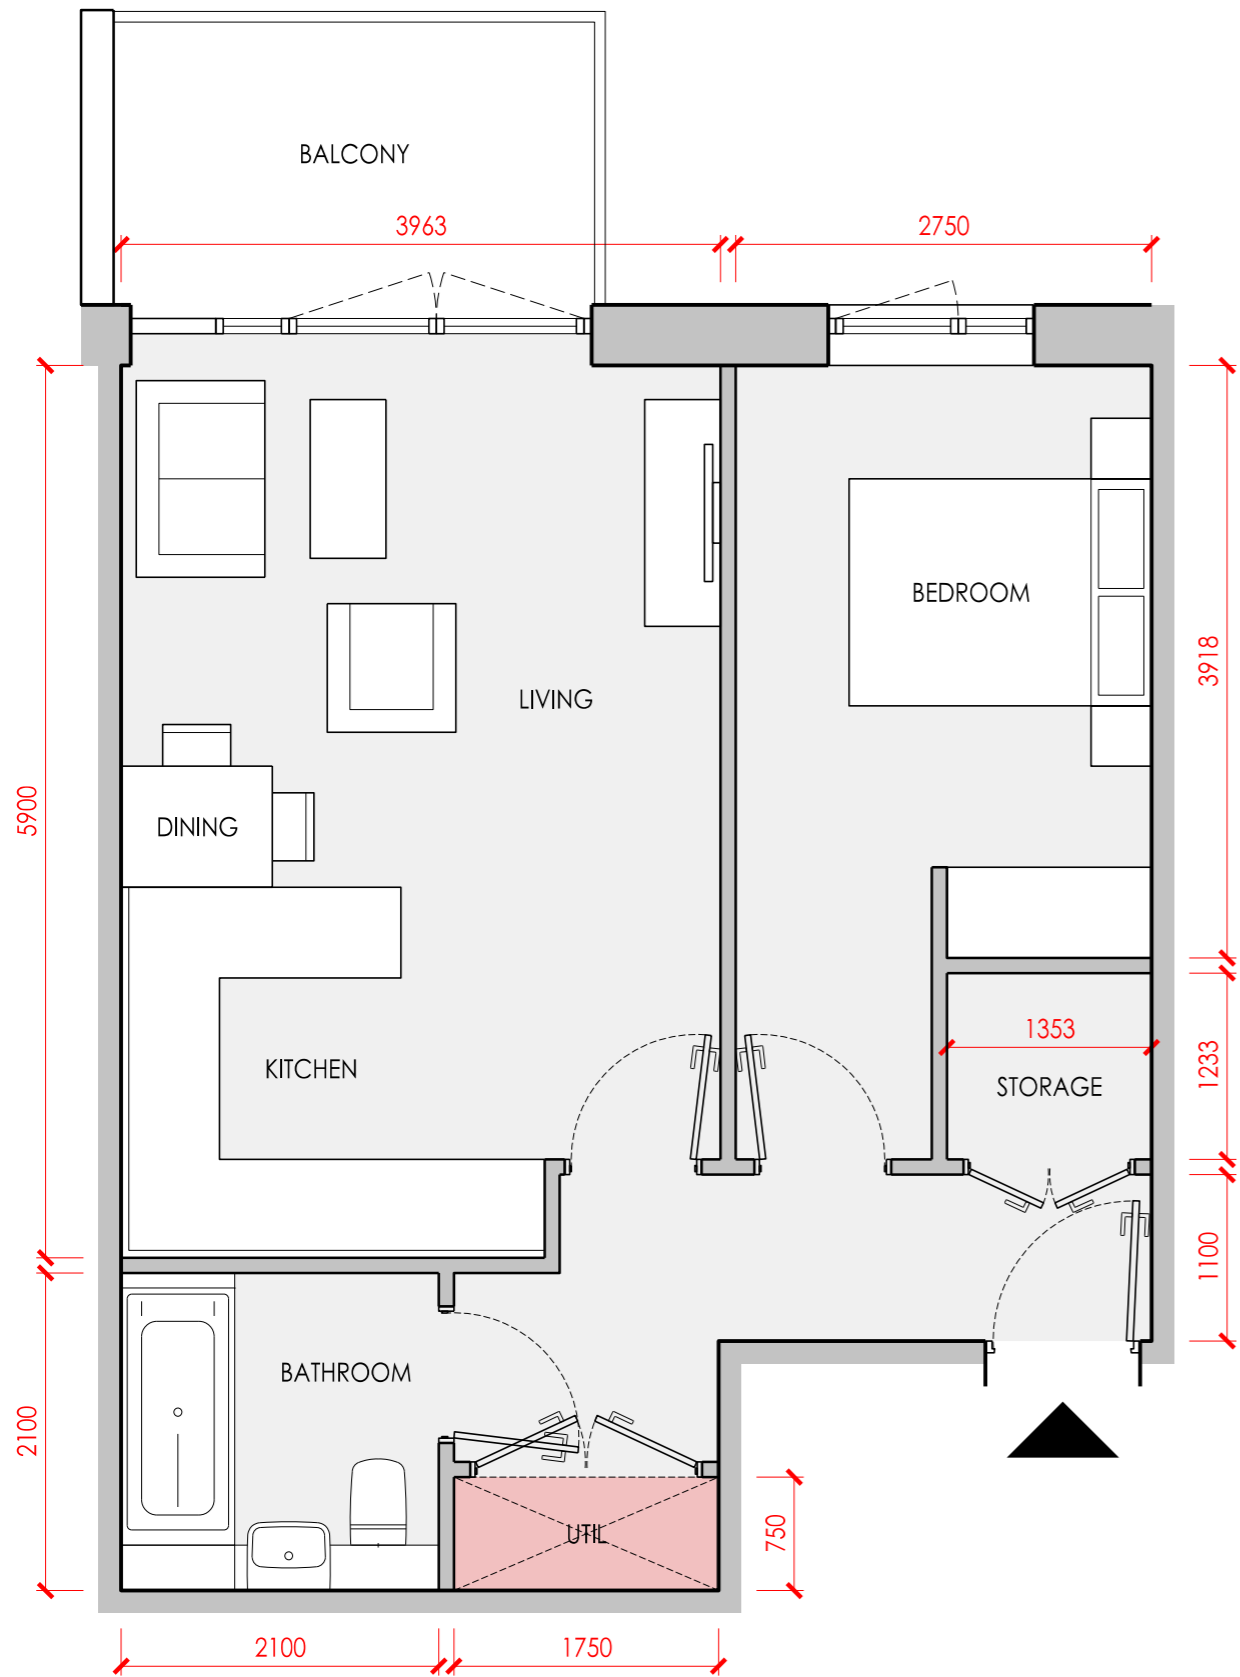 BALCONY
3963
2750
BEDROOM
3918
LIVING
5900
DINING
1353
1233
KITCHEN
STORAGE
1100
BATHROOM
2100
UTIL
750
2100
1750